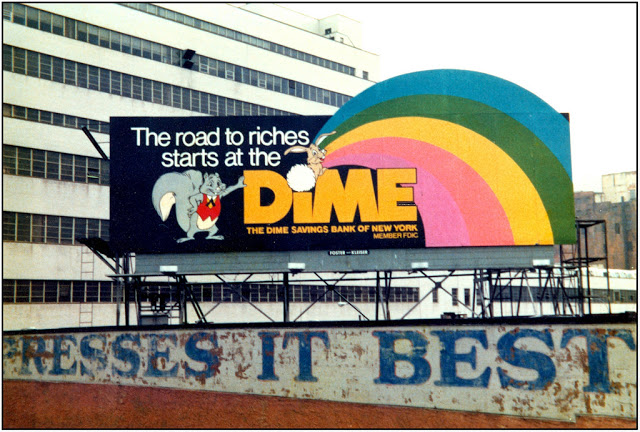 The road to riches
starts at the
DiME
THE DIME SAVINGS BANK OF NEW YORK
MEMBER FDIC
FOSTER — KLEISER
RESSES IT BEST